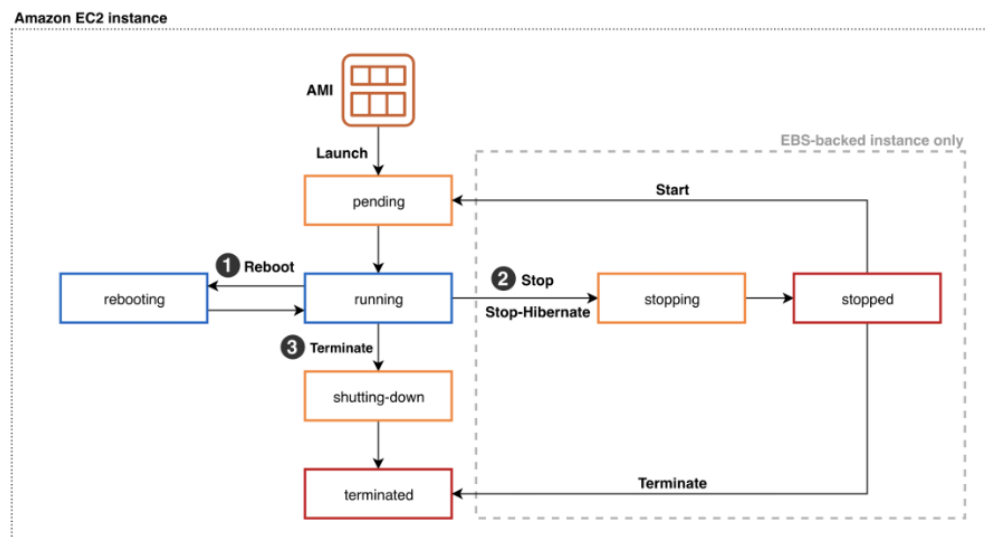 Amazon EC2 instance
AMI
Launch
EBS-backed instance only
pending
Start
1 Reboot
rebooting
running
2 Stop
Stop-Hibernate
stopping
stopped
3 Terminate
shutting-down
terminated
Terminate